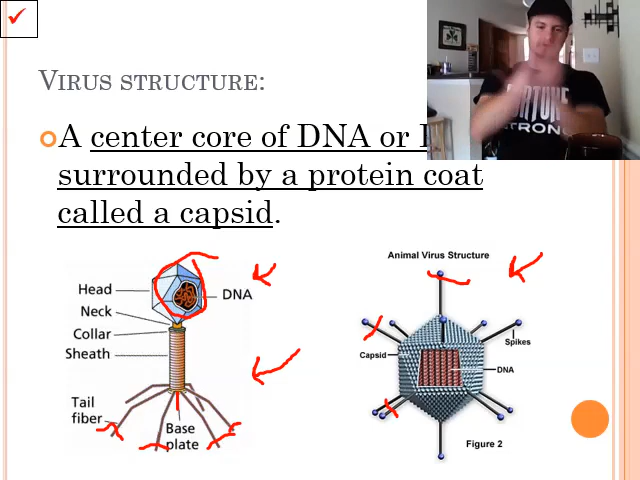 VIRUS STRUCTURE:
A center core of DNA or
surrounded by a protein coat
called a capsid.
Head
DNA
Neck
Collar
Sheath
Tail
fiber
Base
plate
Animal Virus Structure
Spikes
Capsid
DNA
Figure 2
STRONG